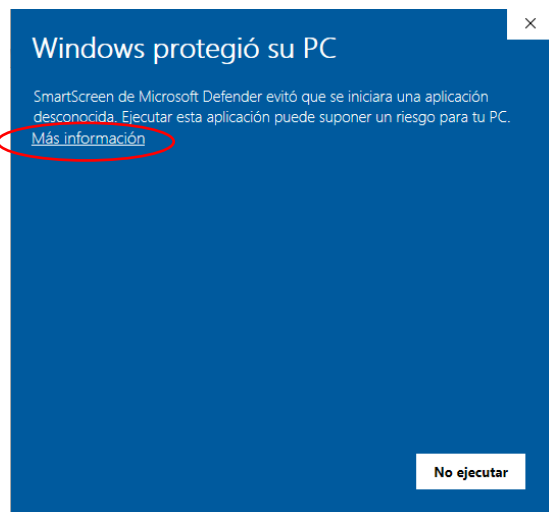 Windows protegió su PC
SmartScreen de Microsoft Defender evitó que se iniciara una aplicación
desconocida. Ejecutar esta aplicación puede suponer un riesgo para tu PC.
Más información
No ejecutar